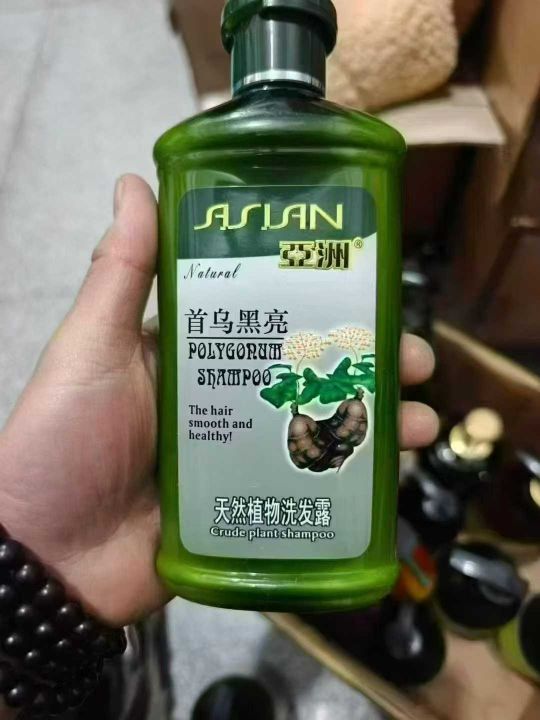 ASIAN
亞洲®
Natural
首乌黑亮
POLYGONUM
SHAMPOO
The hair
smooth and
healthy!
天然植物洗发露
Crude plant shampoo